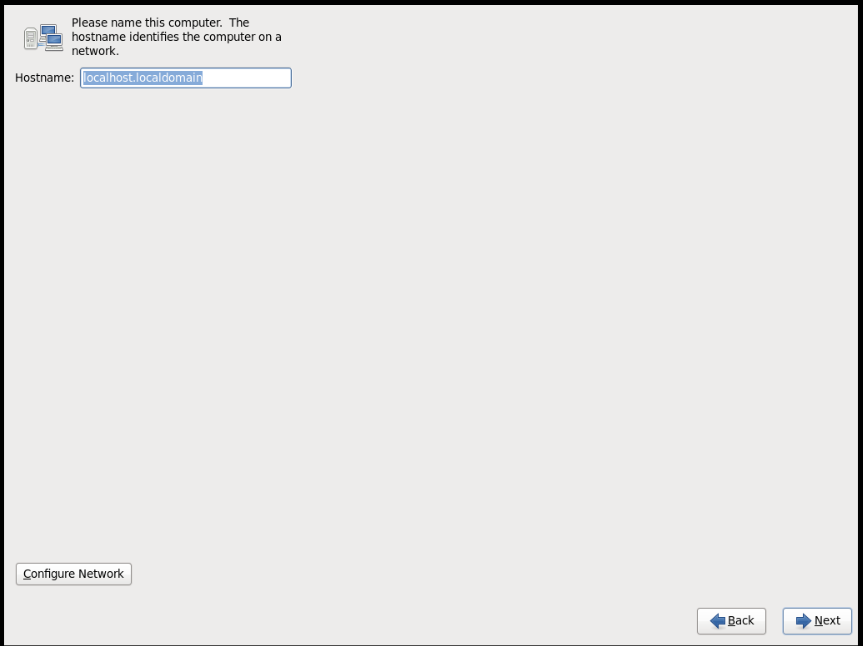 Please name this computer.  The
hostname identifies the computer on a
network.
Hostname: localhost.localdomain
Configure Network
Back Next